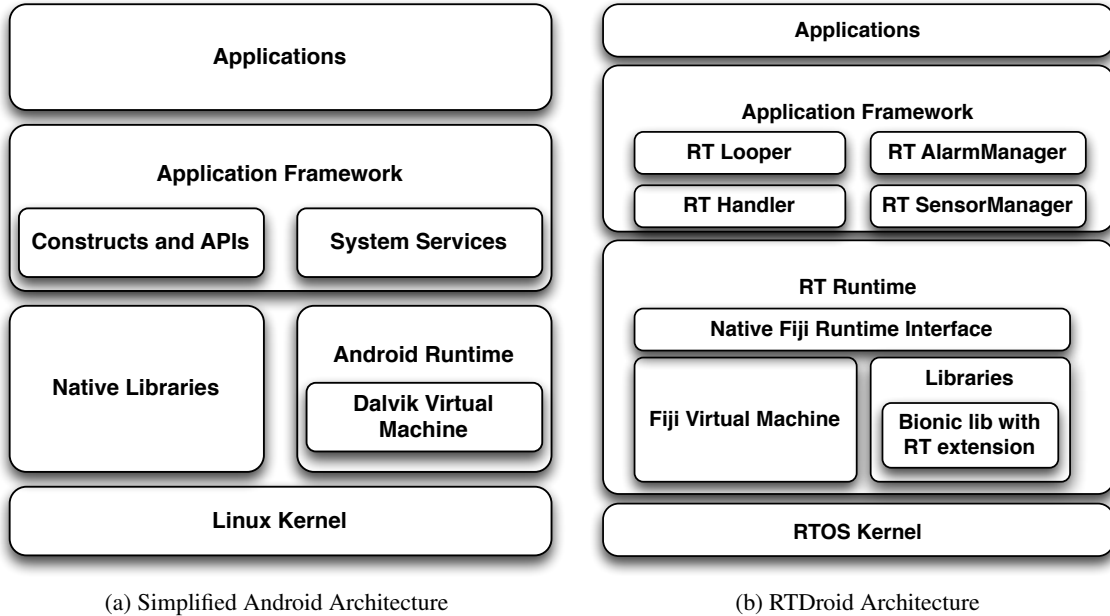 Applications
Application Framework
Constructs and APIs
System Services
Native Libraries
Android Runtime
Dalvik Virtual
Machine
Linux Kernel
(a) Simplified Android Architecture
Applications
Application Framework
RT Looper
RT AlarmManager
RT Handler
RT SensorManager
RT Runtime
Native Fiji Runtime Interface
Fiji Virtual Machine
Libraries
Bionic lib with
RT extension
RTOS Kernel
(b) RTDroid Architecture